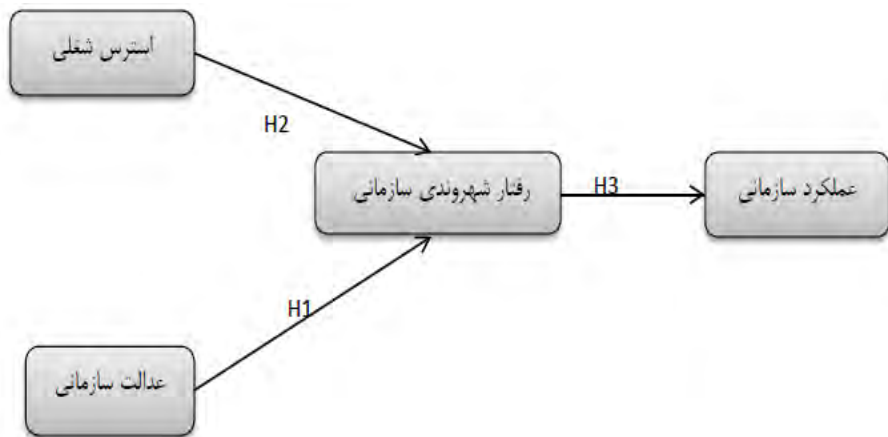 استرس شغلی
H2
رفتار شهروندی سازمانی
H3
عملکرد سازمانی
H1
عدالت سازمانی